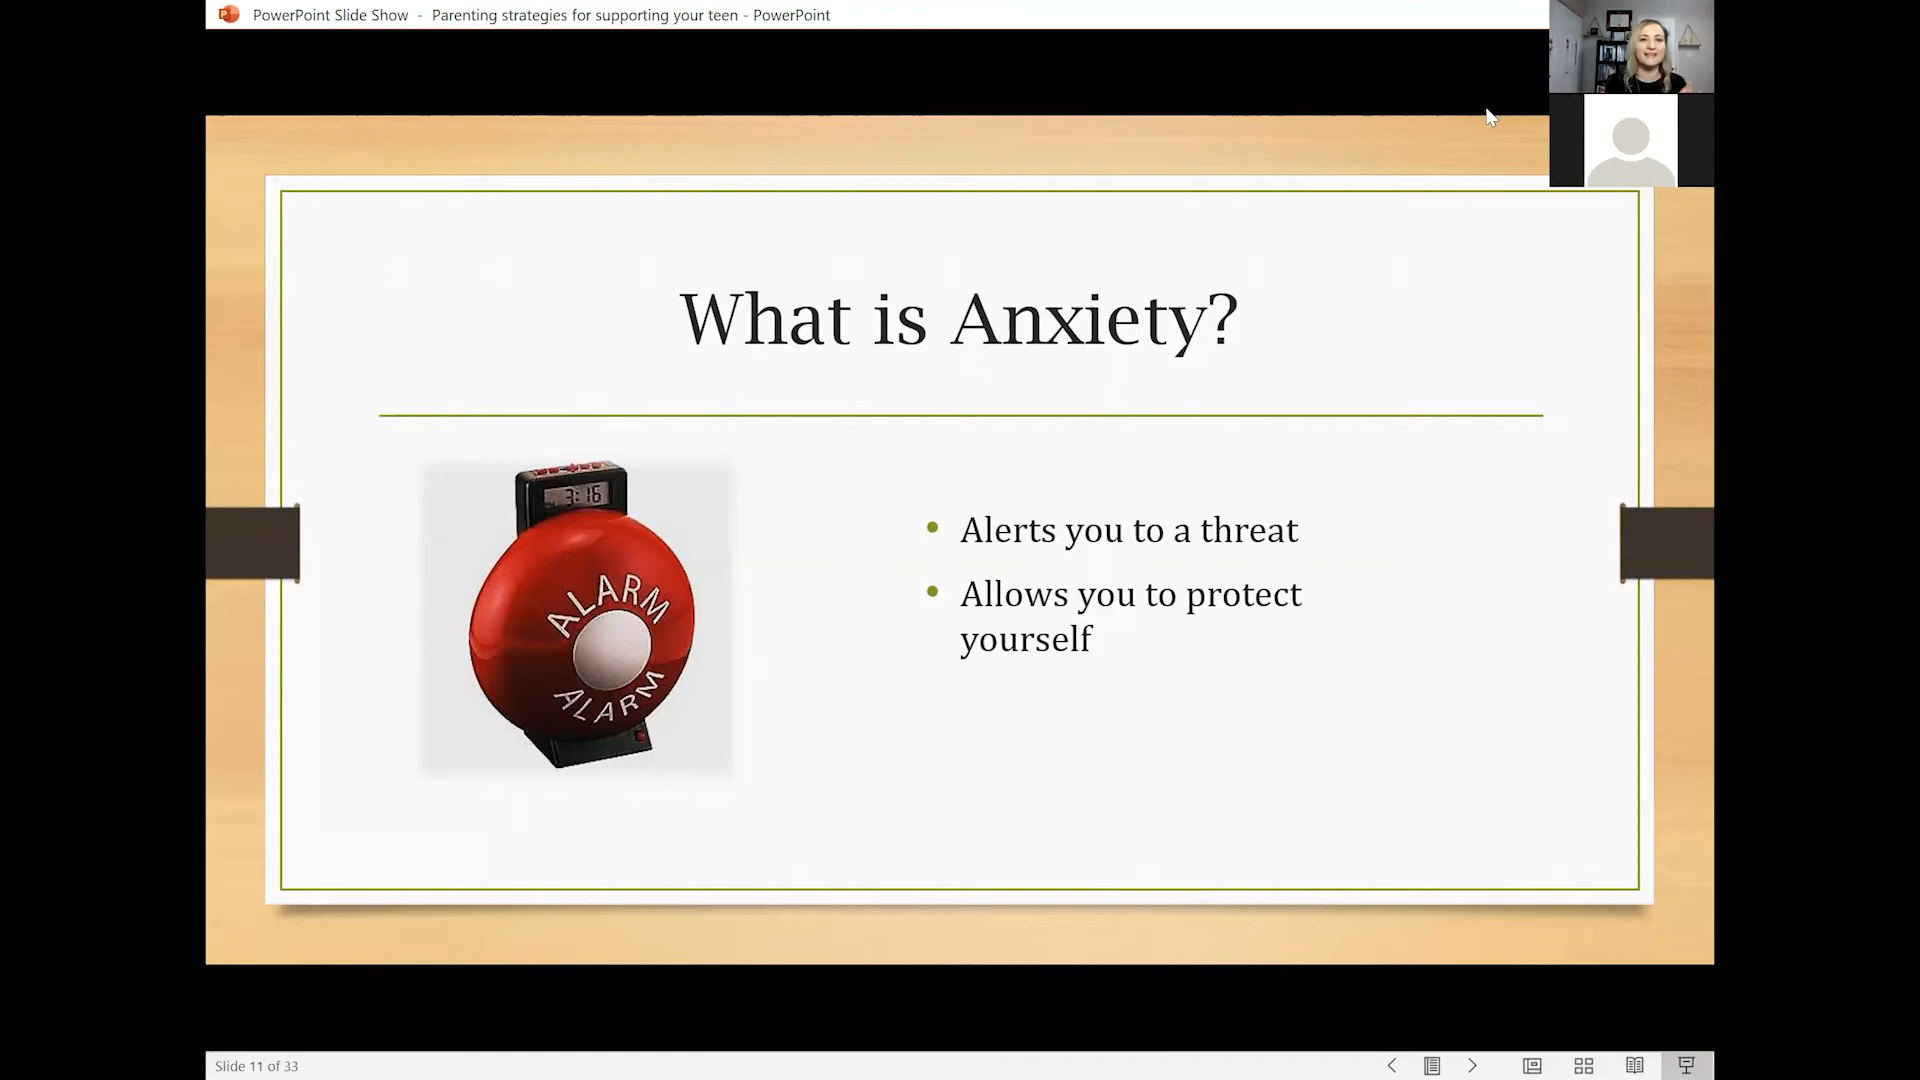 PowerPoint Slide Show - Parenting strategies for supporting your teen - PowerPoint
What is Anxiety?
3:16
ALARM
ALARM
• Alerts you to a threat
• Allows you to protect
yourself
Slide 11 of 33